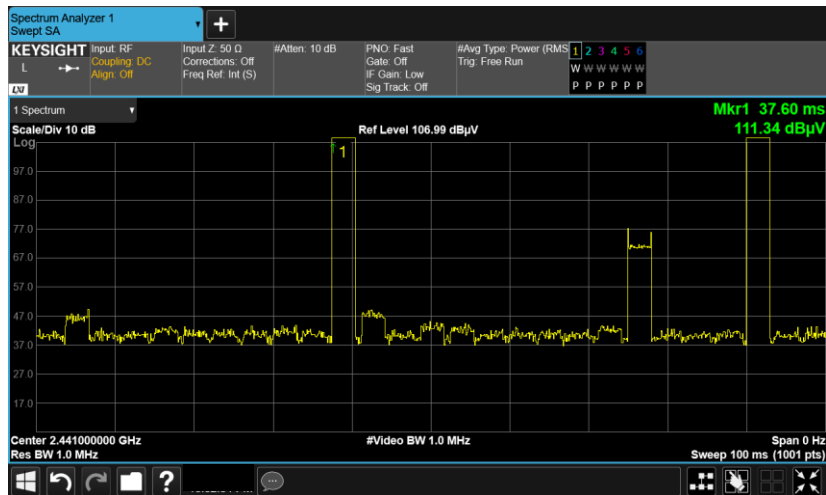 Spectrum Analyzer 1
Swept SA
KEYSIGHT
L
LXI
Input: RF
Coupling: DC
Align: Off
Input Z: 50 Ω
Corrections: Off
Freq Ref: Int (S)
#Atten: 10 dB
PNO: Fast
Gate: Off
IF Gain: Low
Sig Track: Off
#Avg Type: Power (RMS
Trig: Free Run
1 2 3 4 5 6
W W W W W W
P P P P P P
1 Spectrum
Scale/Div 10 dB
Ref Level 106.99 dBµV
Mkr1 37.60 ms
111.34 dBµV
Log
1
97.0
87.0
77.0
67.0
57.0
47.0
37.0
27.0
17.0
Center 2.441000000 GHz
Res BW 1.0 MHz
#Video BW 1.0 MHz
Span 0 Hz
Sweep 100 ms (1001 pts)
?